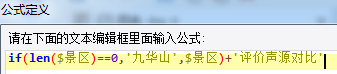 公式定义
请在下面的文本编辑框里面输入公式:
if(len($景区)==0,'九华山',$景区)+'评价声源对比'